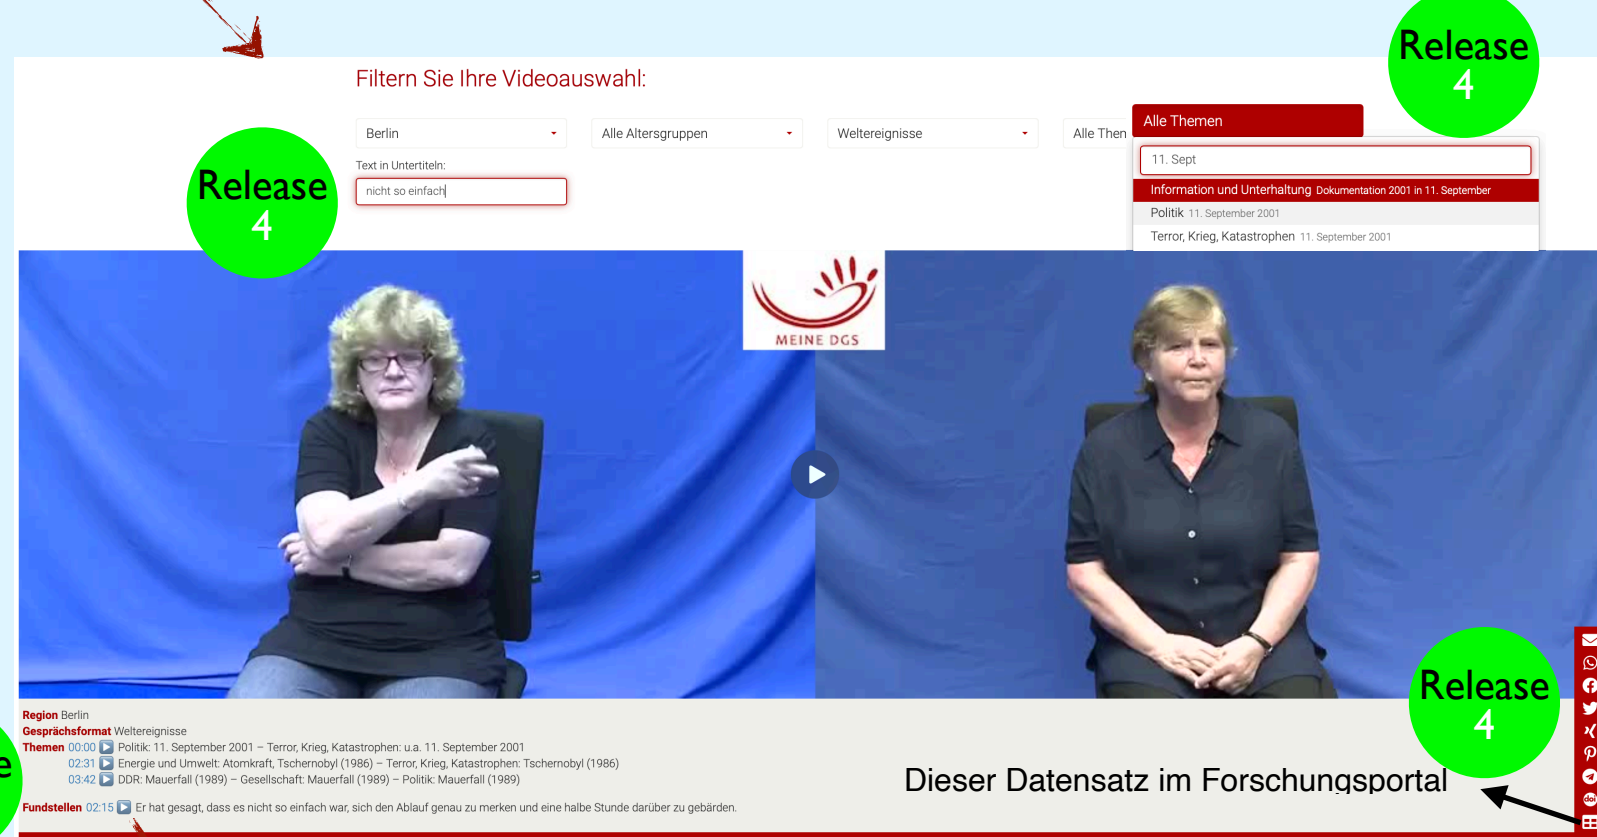 Filtern Sie Ihre Videoauswahl:
Release
4
Berlin
Alle Altersgruppen
Weltereignisse
Alle Then
Alle Themen
11. Sept
Information und Unterhaltung Dokumentation 2001 in 11. September
Politik 11. September 2001
Terror, Krieg, Katastrophen 11. September 2001
Text in Untertiteln:
nicht so einfach
Release
4
MEINE DGS
Release
4
Region Berlin
Gesprächsformat Weltereignisse
Themen 00:00 Politik: 11. September 2001 – Terror, Krieg, Katastrophen: u.a. 11. September 2001
02:31 Energie und Umwelt: Atomkraft, Tschernobyl (1986) – Terror, Krieg, Katastrophen: Tschernobyl (1986)
03:42 DDR: Mauerfall (1989) – Gesellschaft: Mauerfall (1989) – Politik: Mauerfall (1989)
Dieser Datensatz im Forschungsportal
doi
Fundstellen 02:15 Er hat gesagt, dass es nicht so einfach war, sich den Ablauf genau zu merken und eine halbe Stunde darüber zu gebärden.